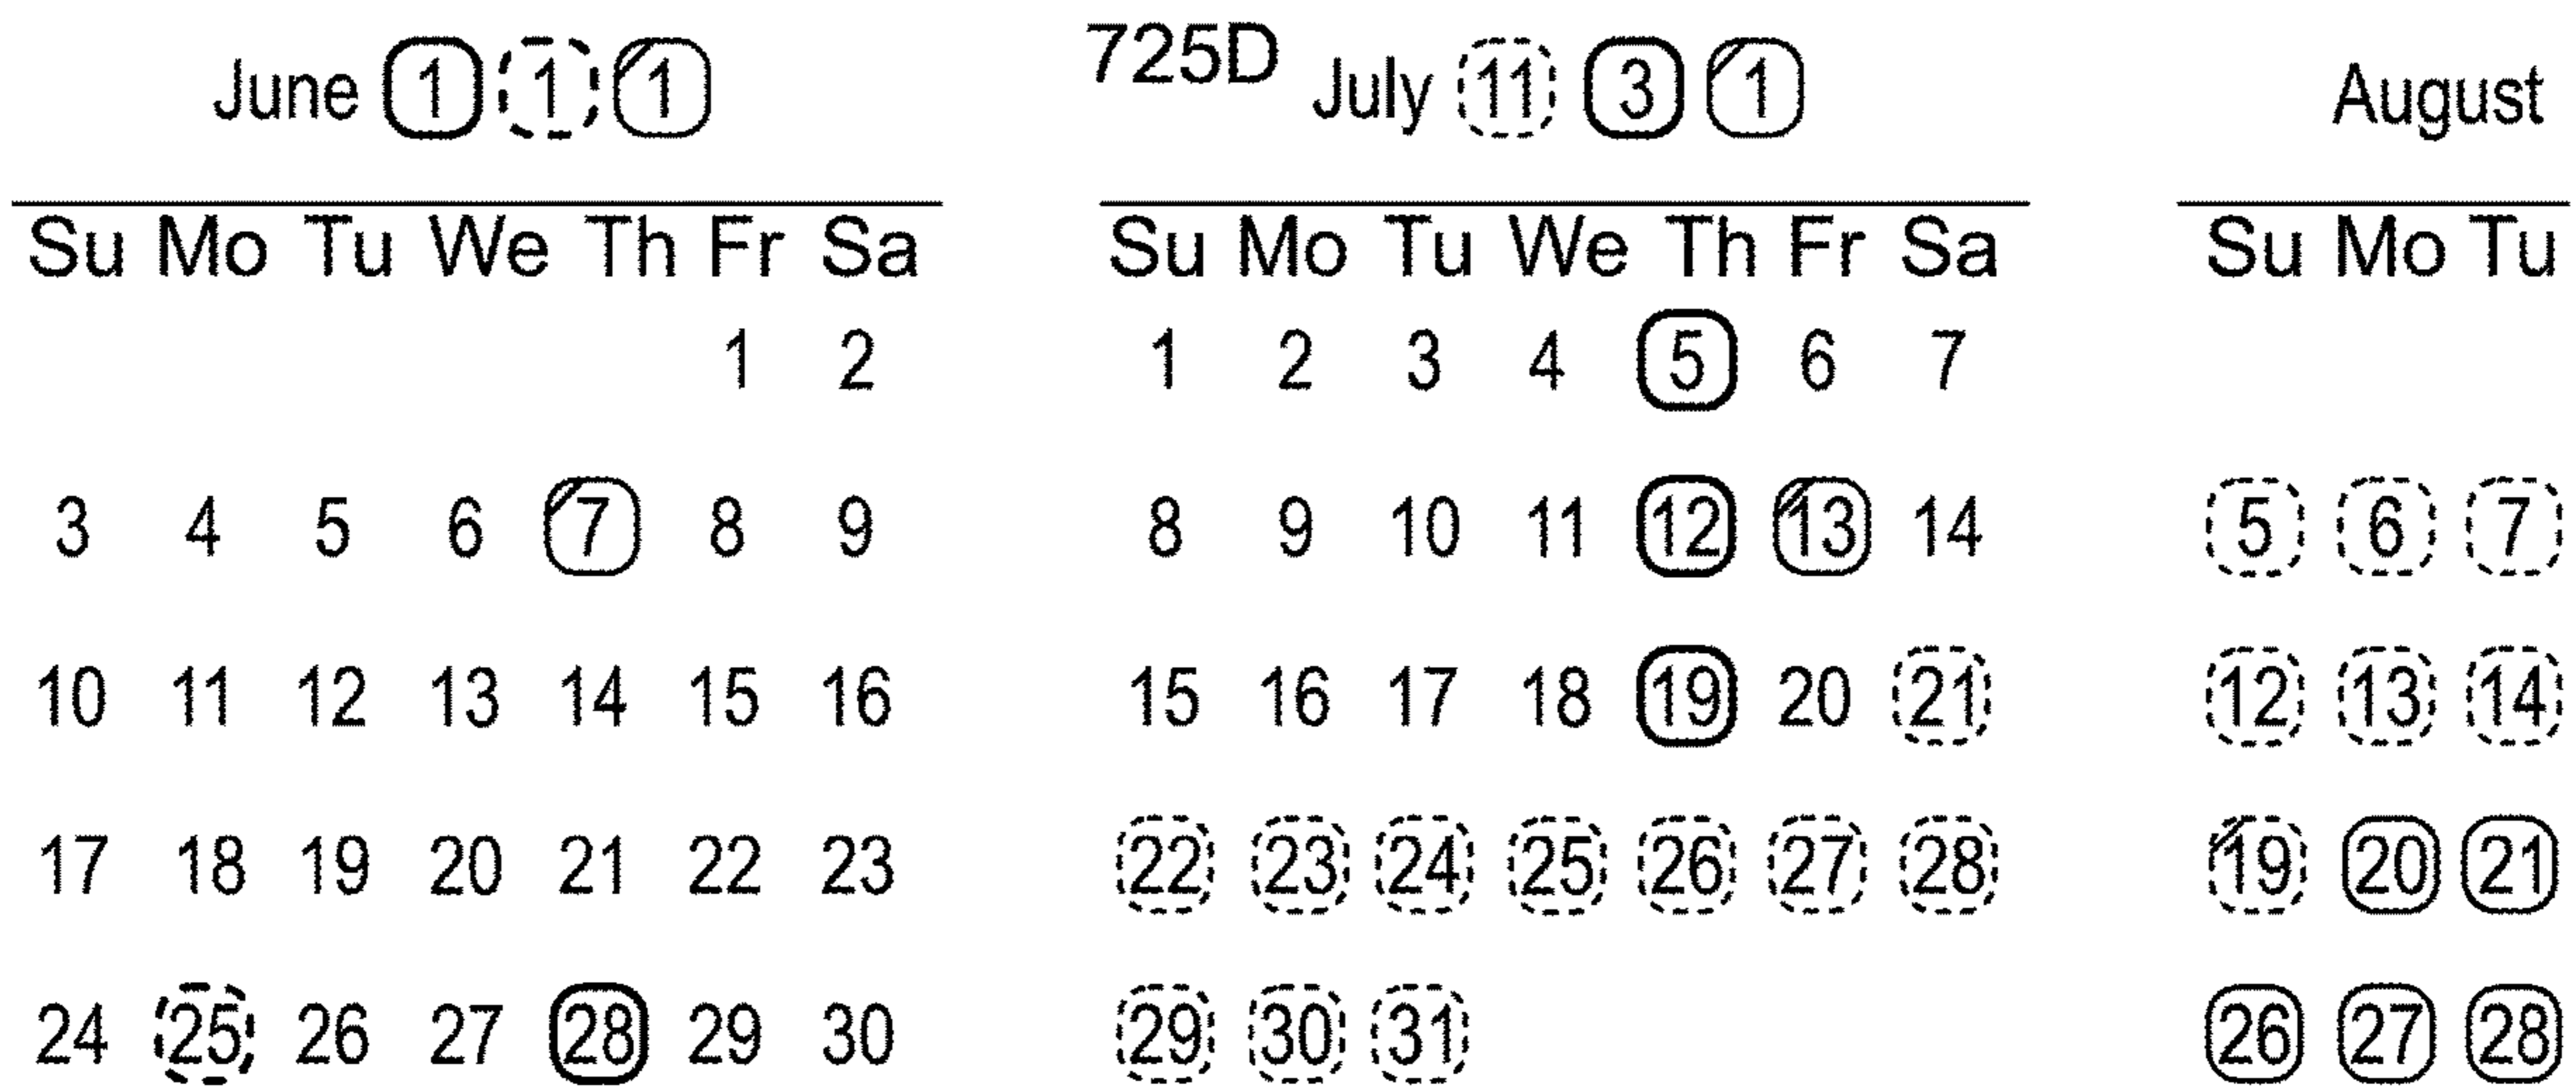 June 1 1 1
Su Mo Tu We Th Fr Sa
1 2
3 4 5 6 7 8 9
10 11 12 13 14 15 16
17 18 19 20 21 22 23
24 25 26 27 28 29 30
725D
July 11 3 1
Su Mo Tu We Th Fr Sa
1 2 3 4 5 6 7
8 9 10 11 12 13 14
15 16 17 18 19 20 21
22 23 24 25 26 27 28
29 30 31
August
Su Mo Tu
5 6 7
12 13 14
19 20 21
26 27 28